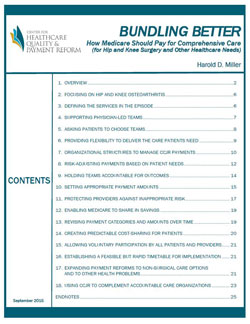 CENTER FOR
HEALTHCARE
QUALITY &
PAYMENT REFORM
BUNDLING BETTER
How Medicare Should Pay for Comprehensive Care
(for Hip and Knee Surgery and Other Healthcare Needs)
Harold D. Miller
CONTENTS
1. OVERVIEW 2
2. FOCUSING ON HIP AND KNEE OSTEOARTHRITIS 6
3. DEFINING THE SERVICES IN THE EPISODE 6
4. SUPPORTING PHYSICIAN-LED TEAMS 7
5. ASKING PATIENTS TO CHOOSE TEAMS 8
6. PROVIDING FLEXIBILITY TO DELIVER THE CARE PATIENTS NEED 9
7. ORGANIZATIONAL STRUCTURES TO MANAGE CCJR PAYMENTS 10
8. RISK-ADJUSTING PAYMENTS BASED ON PATIENT NEEDS 12
9. HOLDING TEAMS ACCOUNTABLE FOR OUTCOMES 14
10. SETTING APPROPRIATE PAYMENT AMOUNTS 15
11. PROTECTING PROVIDERS AGAINST INAPPROPRIATE RISK 17
12. ENABLING MEDICARE TO SHARE IN SAVINGS 19
13. REVISING PAYMENT CATEGORIES AND AMOUNTS OVER TIME 18
14. CREATING PREDICTABLE COST-SHARING FOR PATIENTS 20
15. ALLOWING VOLUNTARY PARTICIPATION BY ALL PATIENTS AND PROVIDERS 21
16. ESTABLISHING A FEASIBLE BUT RAPID TIMETABLE FOR IMPLEMENTATION 21
17. EXPANDING PAYMENT REFORMS TO NON-SURGICAL CARE OPTIONS
AND TO OTHER HEALTH PROBLEMS 21
18. USING CCJR TO COMPLEMENT ACCOUNTABLE CARE ORGANIZATIONS 23
ENDNOTES 25
September 2015